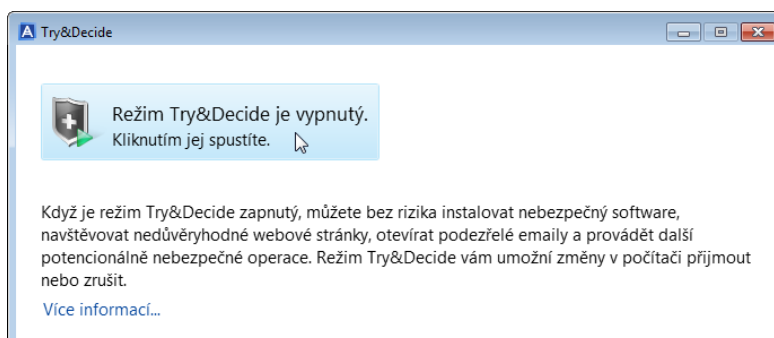 Try&Decide
Režim Try&Decide je vypnutý.
Kliknutím jej spustíte.
Když je režim Try&Decide zapnutý, můžete bez rizika instalovat nebezpečný software,
navštěvovat nedůvěryhodné webové stránky, otevírat podezřelé emaily a provádět další
potencionálně nebezpečné operace. Režim Try&Decide vám umožní změny v počítači přijmout
nebo zrušit.
Více informací...